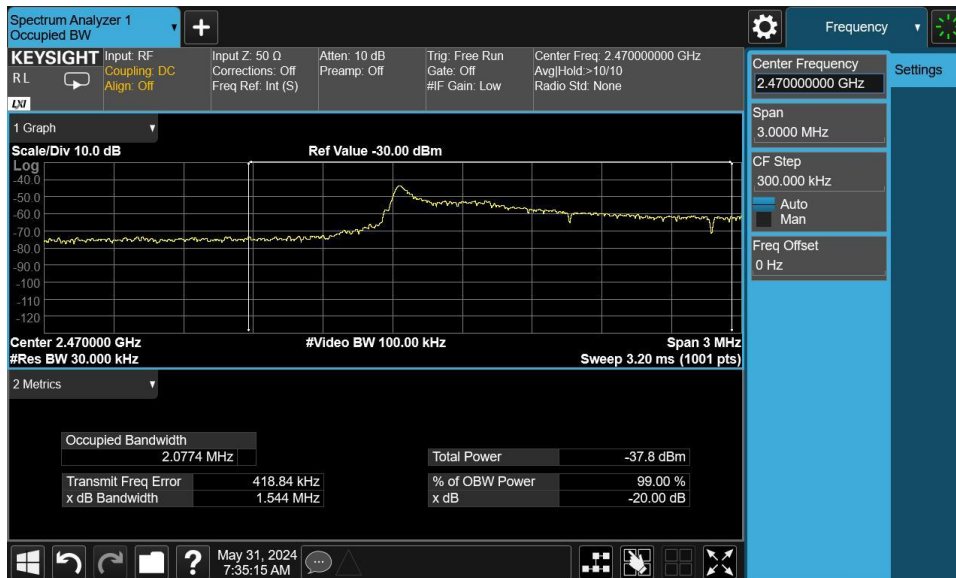 Spectrum Analyzer 1
Occupied BW
+
Frequency
KEYSIGHT
RL
LXI
Input: RF
Coupling: DC
Align: Off
Input Z: 50 Ω
Corrections: Off
Freq Ref: Int (S)
Atten: 10 dB
Preamp: Off
Trig: Free Run
Gate: Off
#IF Gain: Low
Center Freq: 2.470000000 GHz
Avg|Hold:>10/10
Radio Std: None
Center Frequency
2.470000000 GHz
Settings
Span
3.0000 MHz
CF Step
300.000 kHz
Auto
Man
Freq Offset
0 Hz
1 Graph
Scale/Div 10.0 dB
Ref Value -30.00 dBm
Log
-40.0
-50.0
-60.0
-70.0
-80.0
-90.0
-100
-110
-120
Center 2.470000 GHz
#Video BW 100.00 kHz
Span 3 MHz
#Res BW 30.000 kHz
Sweep 3.20 ms (1001 pts)
2 Metrics
Occupied Bandwidth
2.0774 MHz
Total Power -37.8 dBm
Transmit Freq Error 418.84 kHz
% of OBW Power 99.00 %
x dB Bandwidth 1.544 MHz
x dB -20.00 dB
?
May 31, 2024
7:35:15 AM